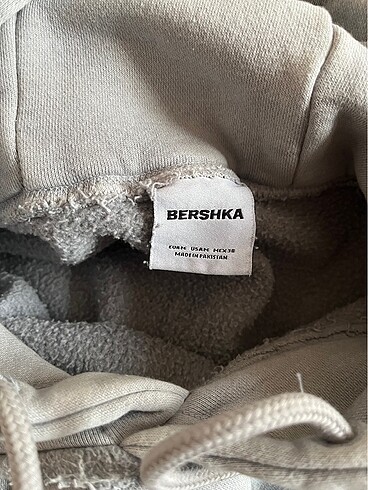 BERSHKA
EUR M USA M MEX 38
MADE IN PAKISTAN